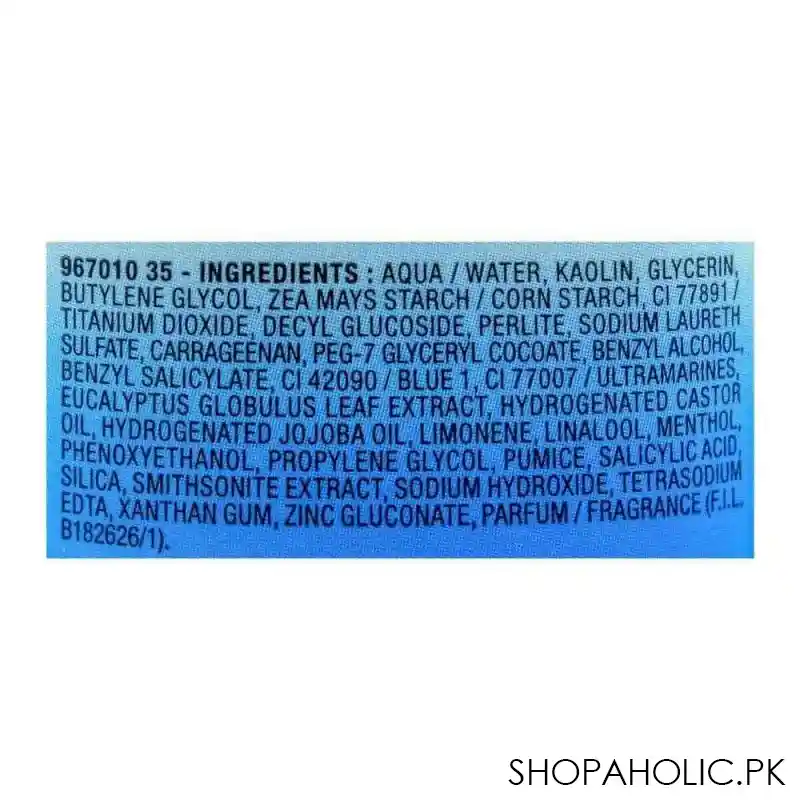 967010 35 - INGREDIENTS : AQUA / WATER, KAOLIN, GLYCERIN,
BUTYLENE GLYCOL, ZEA MAYS STARCH / CORN STARCH, CI 77891 /
TITANIUM DIOXIDE, DECYL GLUCOSIDE, PERLITE, SODIUM LAURETH
SULFATE, CARRAGEENAN, PEG-7 GLYCERYL COCOATE, BENZYL ALCOHOL,
BENZYL SALICYLATE, CI 42090 / BLUE 1, CI 77007 / ULTRAMARINES,
EUCALYPTUS GLOBULUS LEAF EXTRACT, HYDROGENATED CASTOR
OIL, HYDROGENATED JOJOBA OIL, LIMONENE, LINALOOL, MENTHOL,
PHENOXYETHANOL, PROPYLENE GLYCOL, PUMICE, SALICYLIC ACID,
SILICA, SMITHSONITE EXTRACT, SODIUM HYDROXIDE, TETRASODIUM
EDTA, XANTHAN GUM, ZINC GLUCONATE, PARFUM / FRAGRANCE (F.I.L.
B182626/1).
SHOPAHOLIC.PK